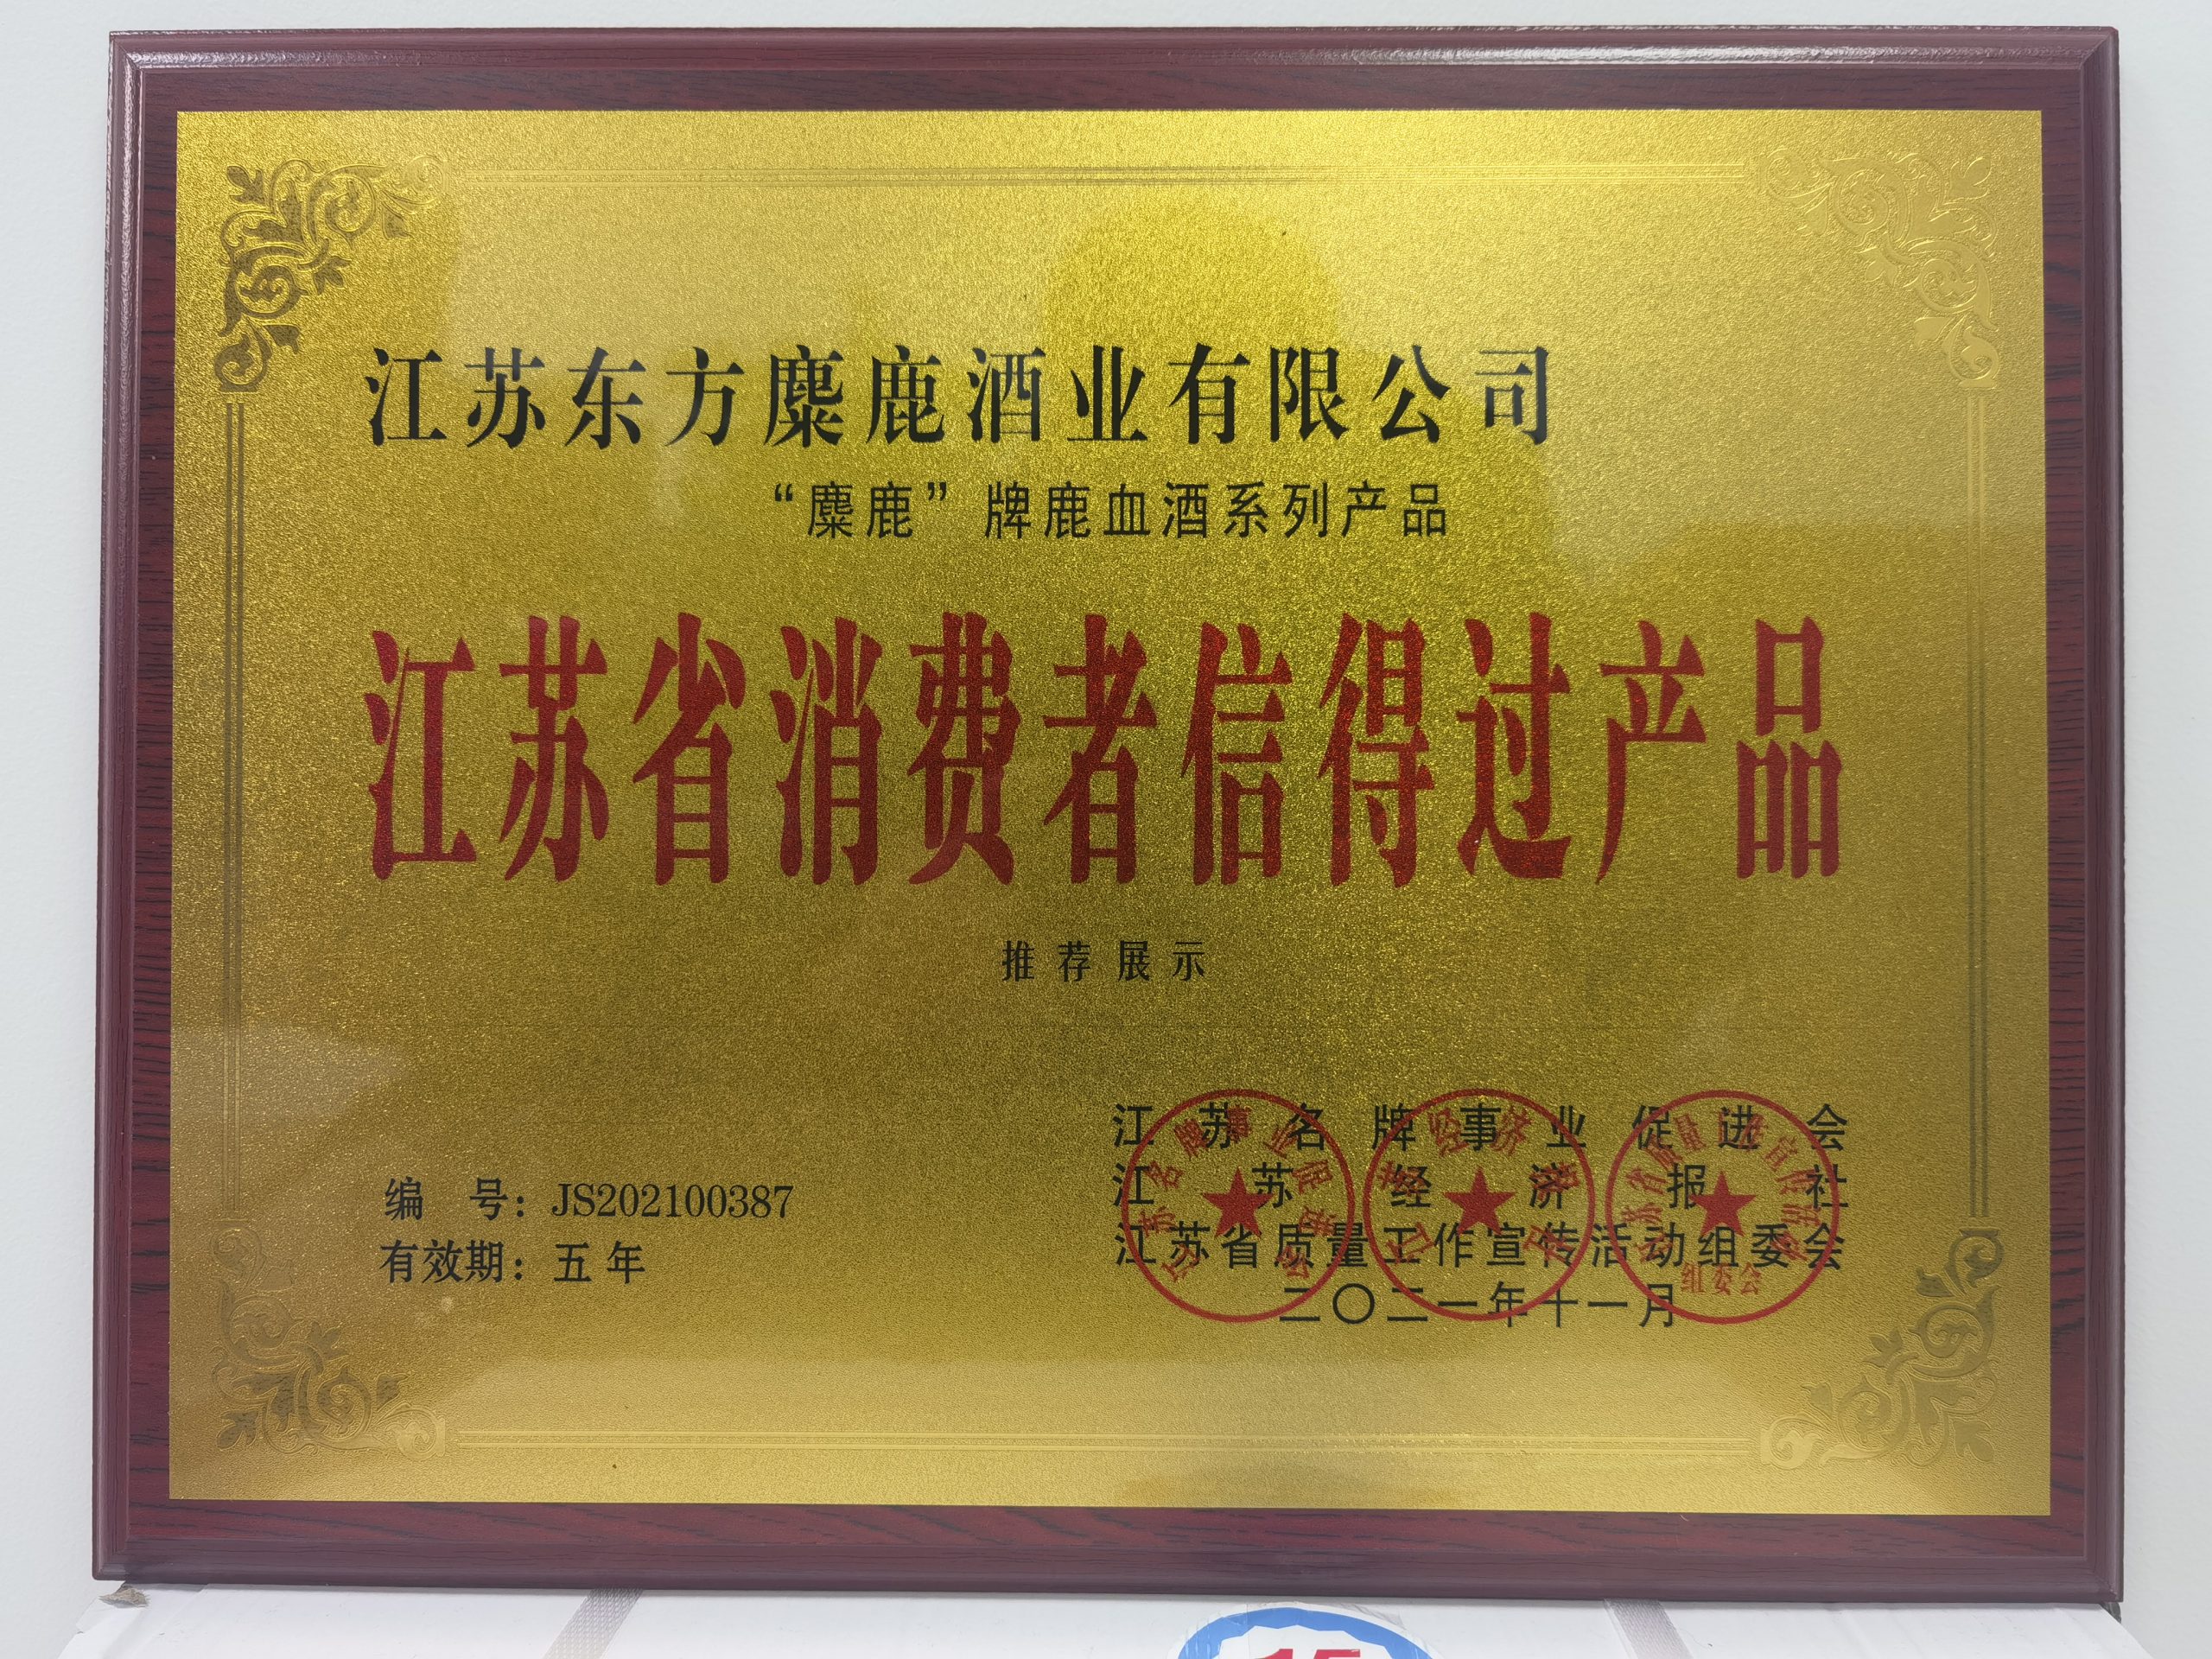 江苏东方麋鹿酒业有限公司
“麋鹿”牌鹿血酒系列产品
江苏省消费者信得过产品
推荐展示
江苏名牌事业促进会
江苏经济报社
编 号：JS202100387
江苏省质量工作宣传活动组委会
有效期：五年
二〇二一年十一月
组委会
15